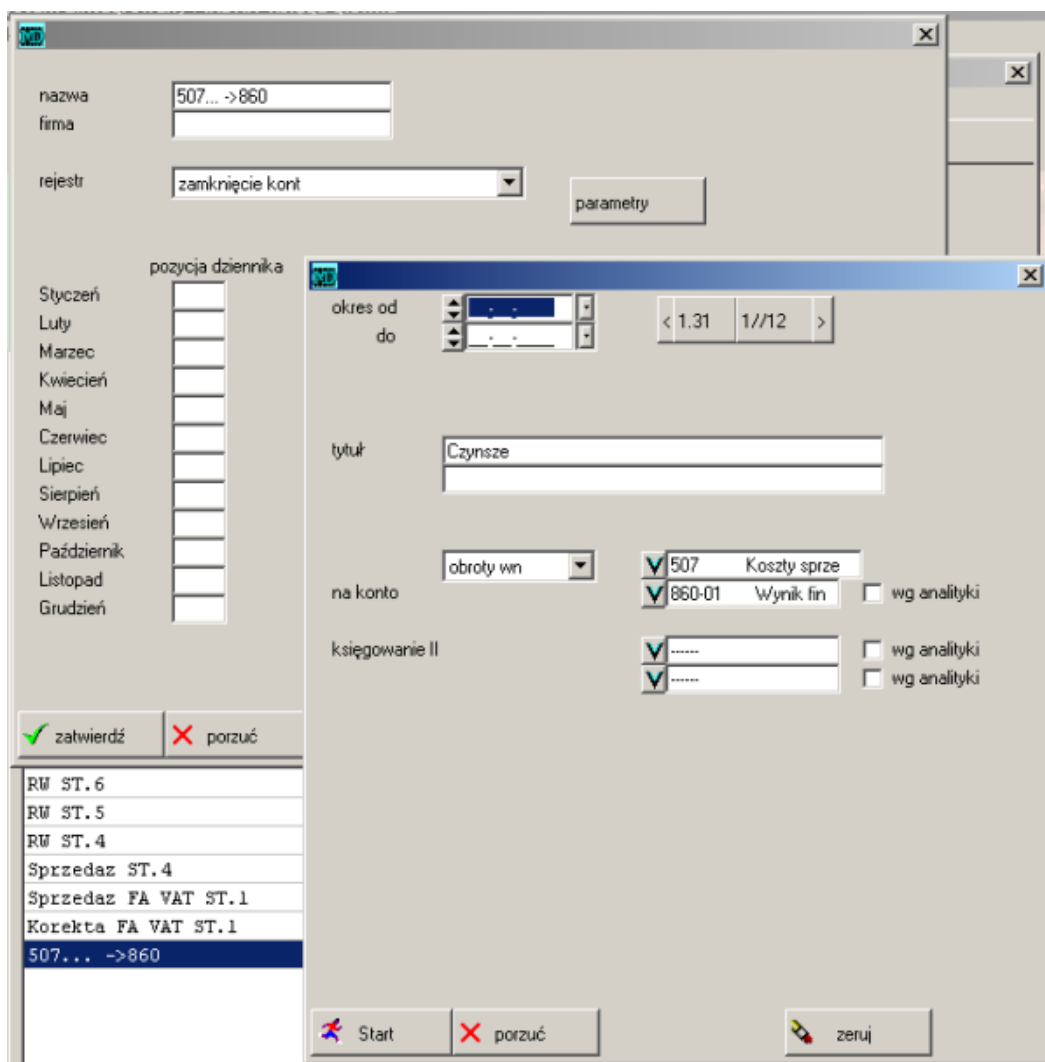 nazwa 507... ->860
firma
rejestr zamknięcie kont
parametry
pozycja dziennika
Styczeń
Luty
Marzec
Kwiecień
Maj
Czerwiec
Lipiec
Sierpień
Wrzesień
Październik
Listopad
Grudzień
zatwierdź porzuć
RW ST.6
RW ST.5
RW ST.4
Sprzedaz ST.4
Sprzedaz FA VAT ST.1
Korekta FA VAT ST.1
507... ->860
MD
okres od < 1.31 1//12 >
do
tytuł Czynsze
obroty wn 507 Koszty sprze
na konto 860-01 Wynik fin wg analityki
księgowanie II ------ wg analityki
------ wg analityki
Start porzuć zeruj